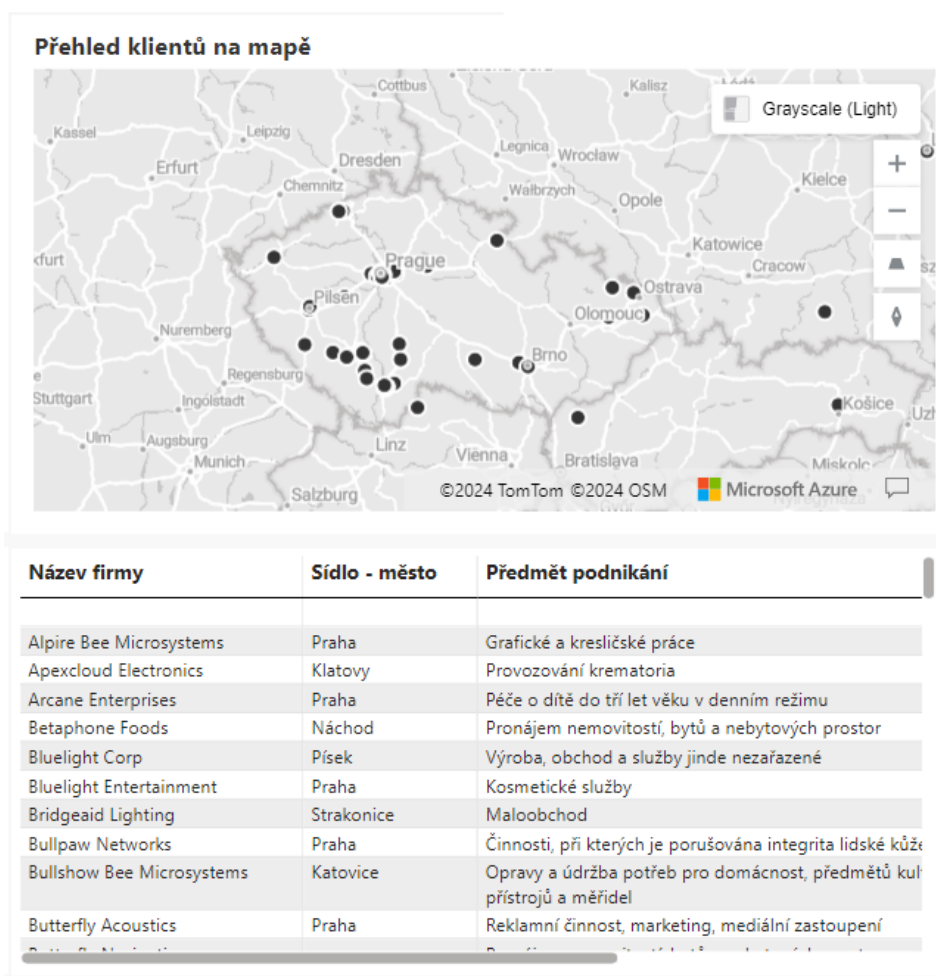 Přehled klientů na mapě
Cottbus
Kalisz
Grayscale (Light)
Kassel
Leipzig
Erfurt
Dresden
Legnica
Wrocław
Chemnitz
Wałbrzych
Opole
Kielce
Katowice
Cracow
Prague
kfurt
Pilsen
Ostrava
Olomouc
Nuremberg
Brno
Regensburg
Stuttgart
Ingolstadt
Košice
Ulm
Augsburg
Munich
Linz
Vienna
Bratislava
Miskolc
Salzburg
©2024 TomTom ©2024 OSM
Microsoft Azure
Název firmy Sídlo - město Předmět podnikání
Alpire Bee Microsystems Praha Grafické a kresličské práce
Apexcloud Electronics Klatovy Provozování krematoria
Arcane Enterprises Praha Péče o dítě do tří let věku v denním režimu
Betaphone Foods Náchod Pronájem nemovitostí, bytů a nebytových prostor
Bluelight Corp Písek Výroba, obchod a služby jinde nezařazené
Bluelight Entertainment Praha Kosmetické služby
Bridgeaid Lighting Strakonice Maloobchod
Bullpaw Networks Praha Činnosti, při kterých je porušována integrita lidské kůže
Bullshow Bee Microsystems Katovice Opravy a údržba potřeb pro domácnost, předmětů kul
přístrojů a měřidel
Butterfly Acoustics Praha Reklamní činnost, marketing, mediální zastoupení